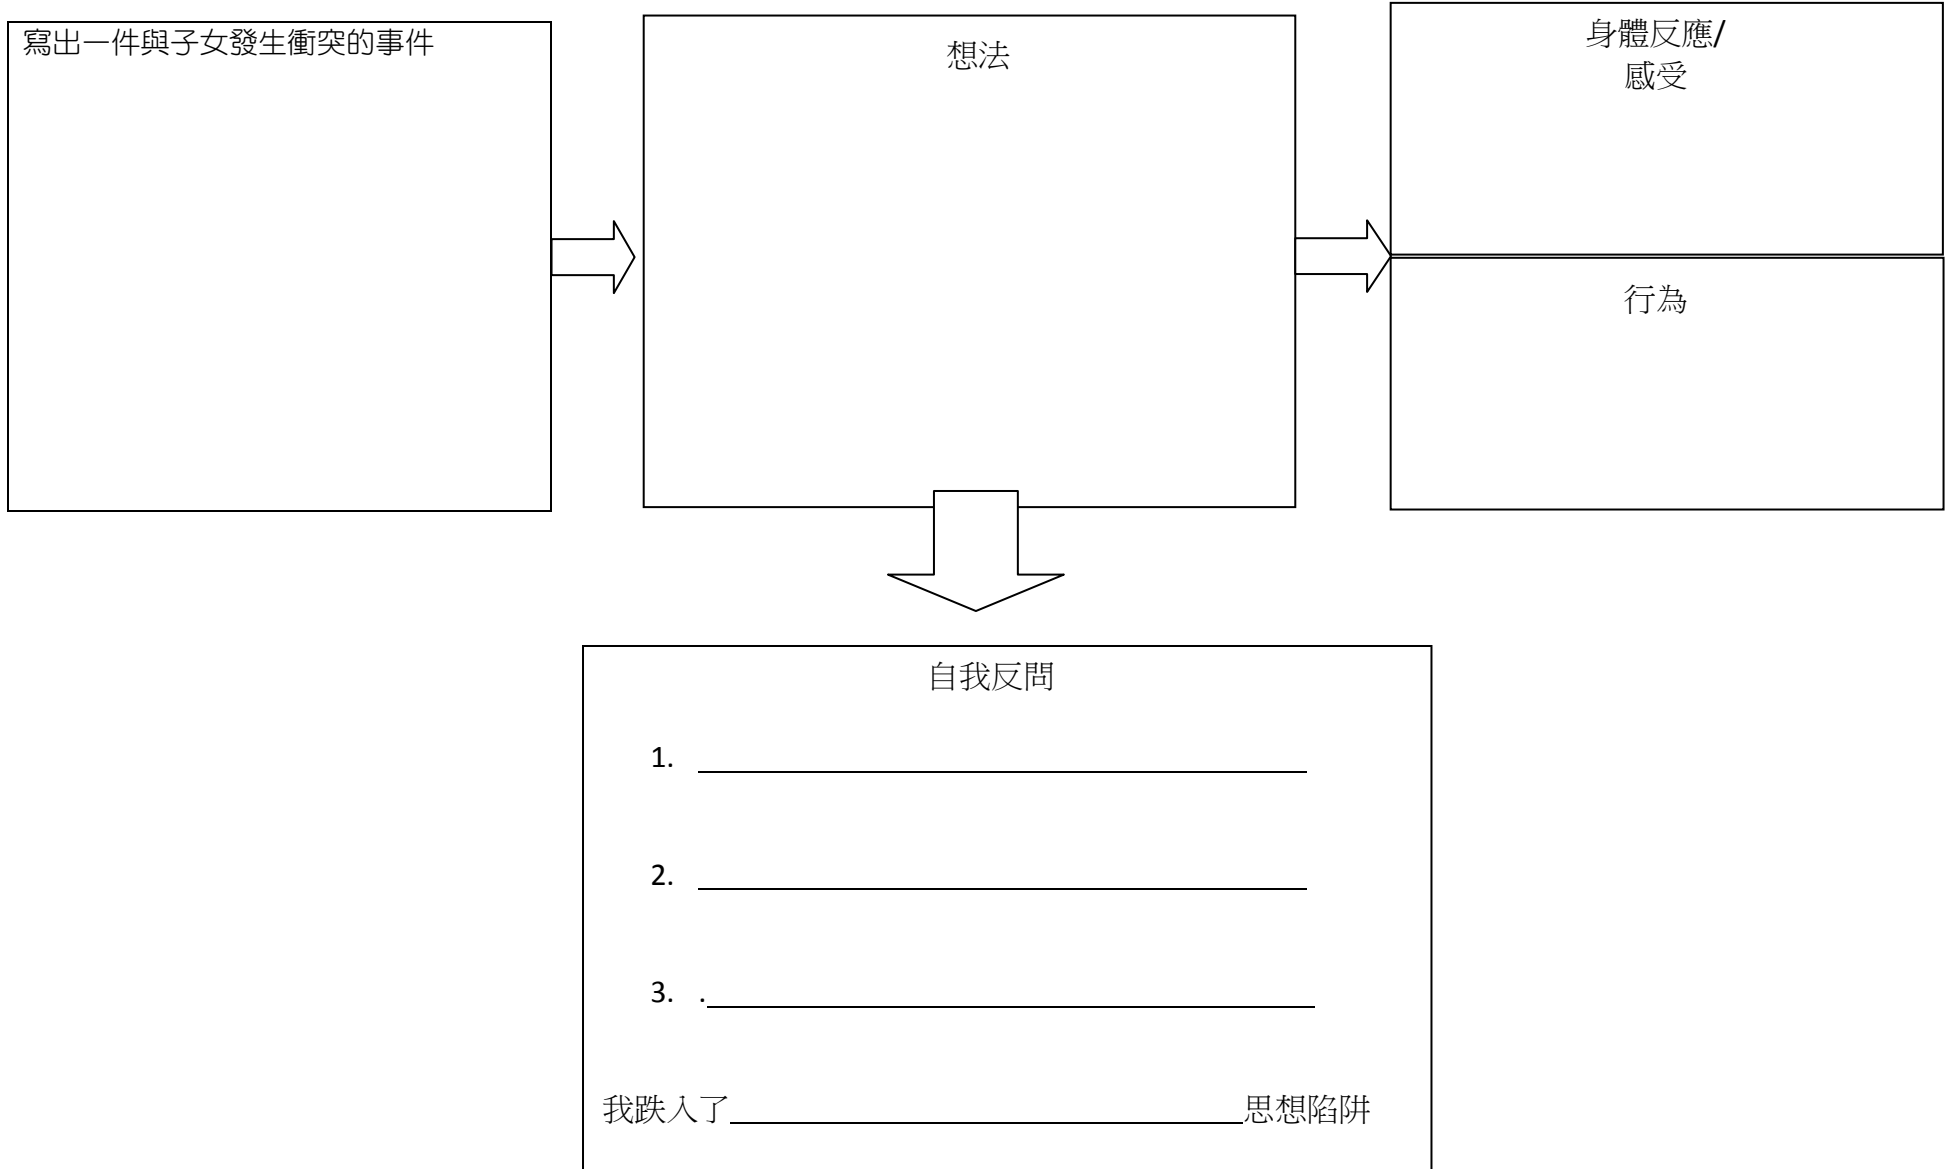 寫出一件與子女發生衝突的事件
想法
身體反應/
感受
行為
自我反問
1.
2.
3. .
我跌入了 思想陷阱